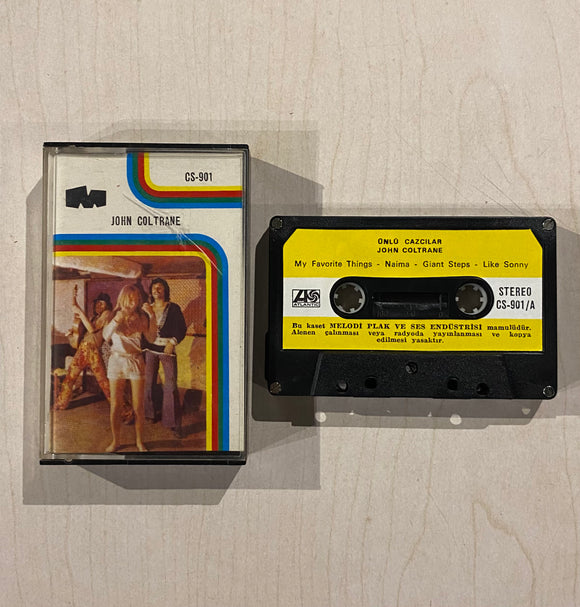 CS-901
JOHN COLTRANE
ÜNLÜ CAZCILAR
JOHN COLTRANE
My Favorite Things - Naima - Giant Steps - Like Sonny
ATLANTIC
STEREO
CS-901/A
Bu kaset MELODİ PLAK VE SES ENDÜSTRİSİ mamulüdür.
Alenen çalınması veya radyoda yayınlanması ve kopya
edilmesi yasaktır.